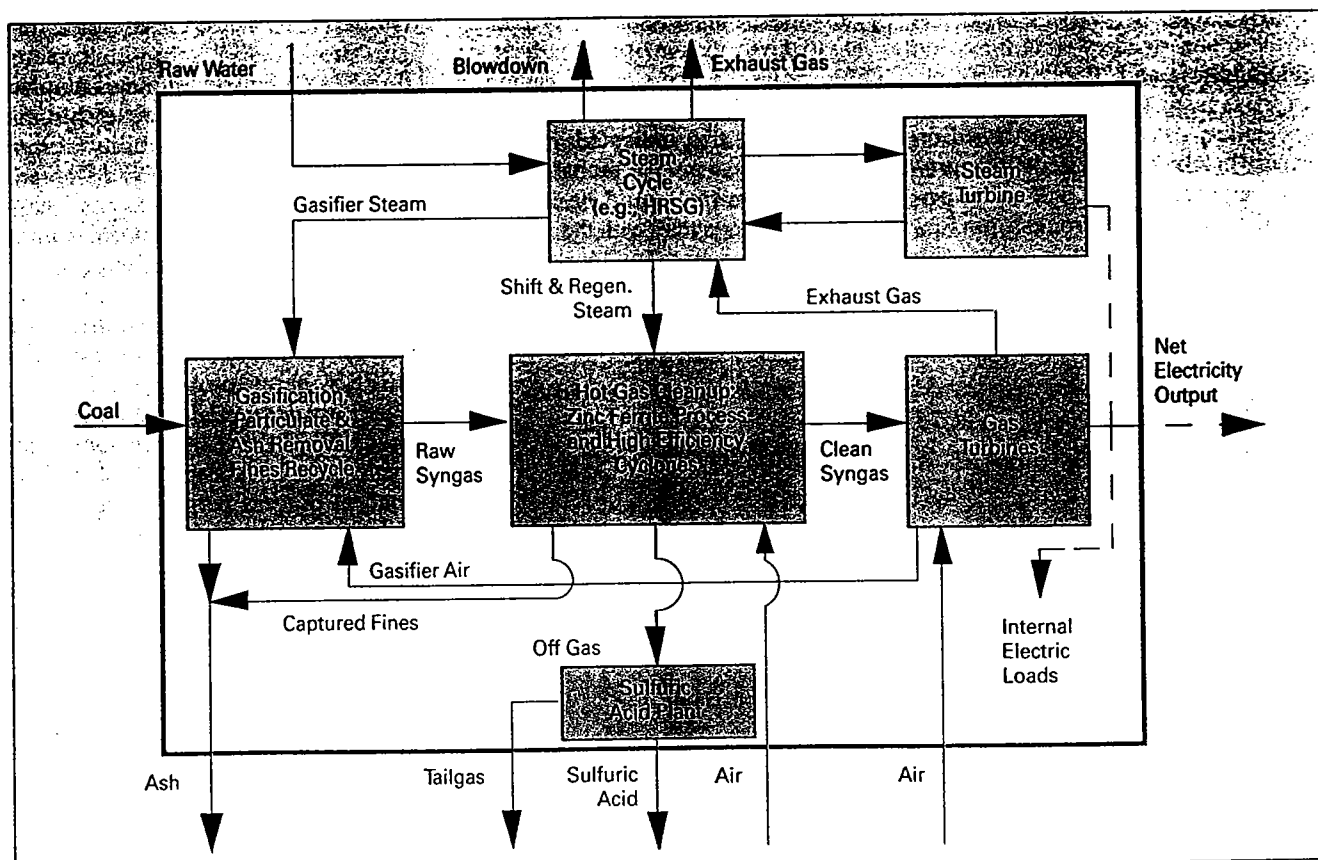 Raw Water
Blowdown
Exhaust Gas
Steam
Cycle
(e.g., HRSG)
Steam
Turbine
Gasifier Steam
Shift & Regen.
Steam
Exhaust Gas
Net
Electricity
Output
Coal
Gasification,
Particulate &
Ash Removal
Fines Recycle
Raw
Syngas
Hot Gas Cleanup:
Zinc Ferrite Process
and High Efficiency
Cyclones
Clean
Syngas
Gas
Turbines
Gasifier Air
Captured Fines
Internal
Electric
Loads
Off Gas
Sulfuric
Acid Plant
Ash
Tailgas
Sulfuric
Acid
Air
Air